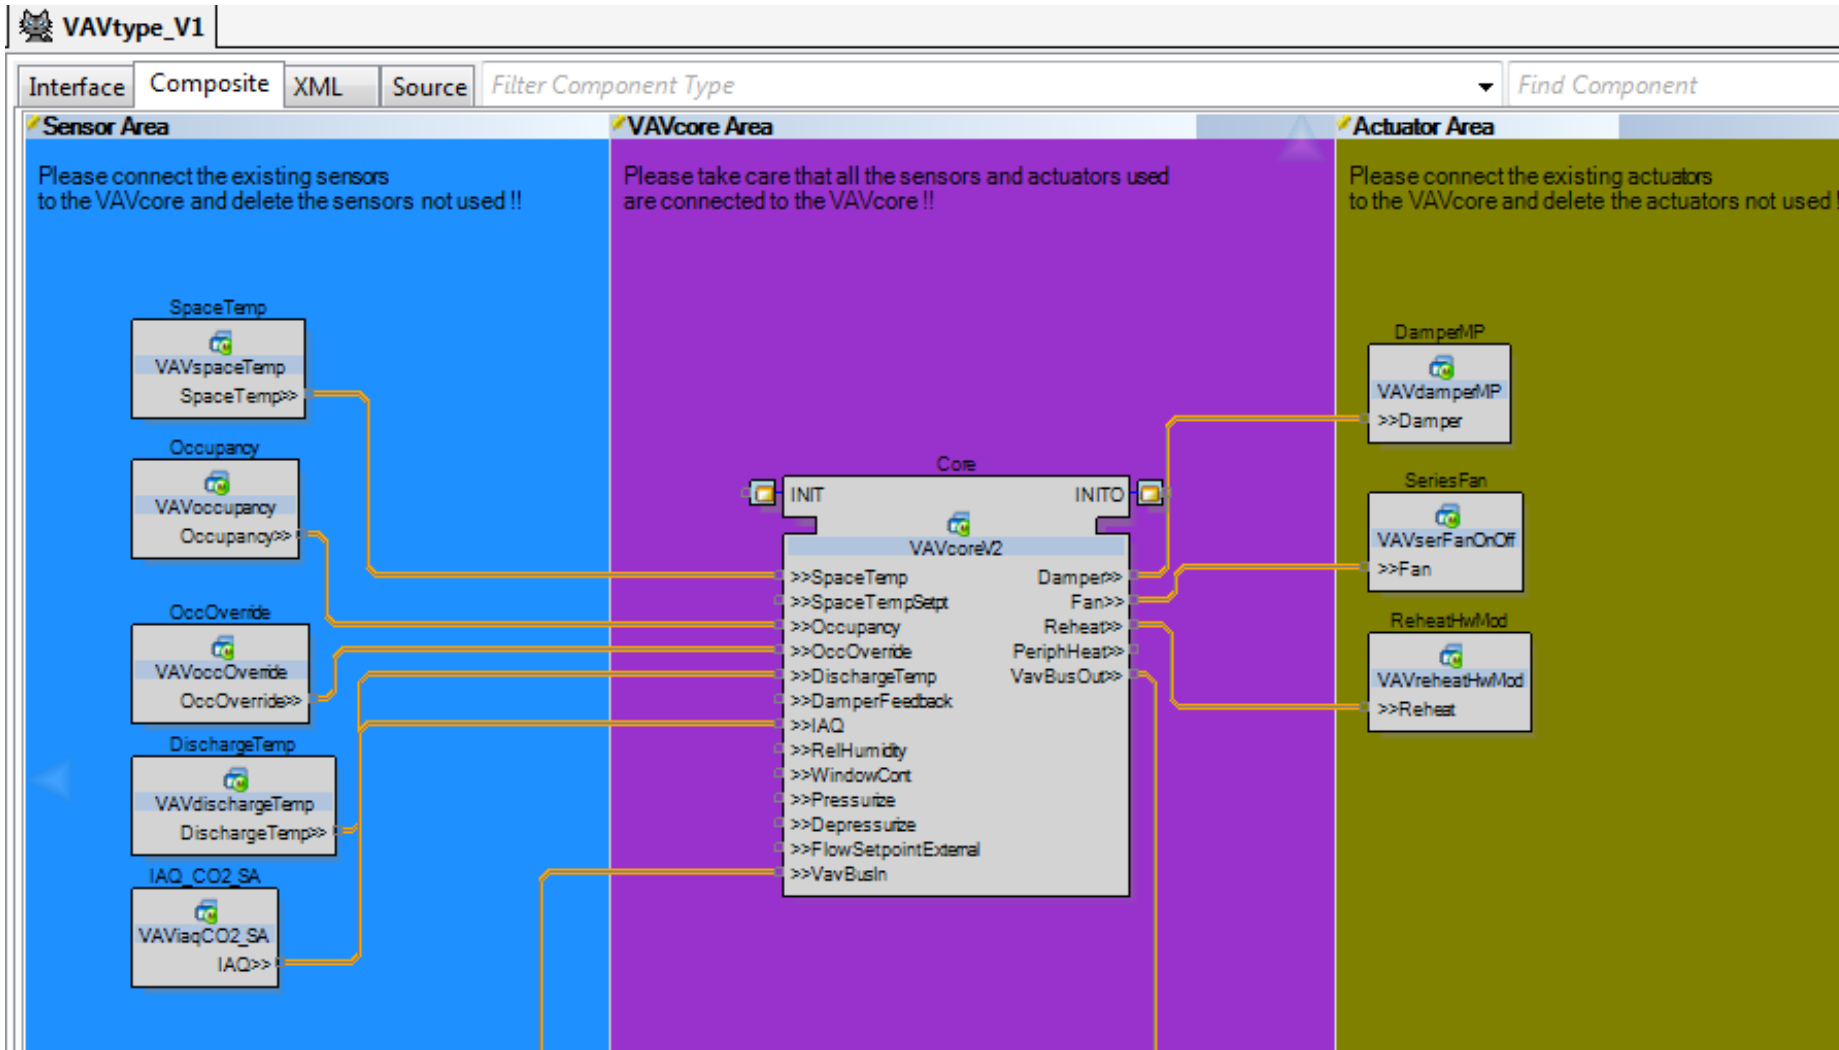 VAVtype_V1
Interface Composite XML Source Filter Component Type Find Component
Sensor Area
Please connect the existing sensors
to the VAVcore and delete the sensors not used !!
SpaceTemp
VAVspaceTemp
SpaceTemp>>
Occupancy
VAVoccupancy
Occupancy>>
OccOverride
VAVoccOverride
OccOverride>>
DischargeTemp
VAVdischargeTemp
DischargeTemp>>
IAQ_CO2_SA
VAViaqCO2_SA
IAQ>>
VAVcore Area
Please take care that all the sensors and actuators used
are connected to the VAVcore !!
Core
INIT INITO
VAVcoreV2
>>SpaceTemp Damper>>
>>SpaceTempSetpt Fan>>
>>Occupancy Reheat>>
>>OccOverride PeriphHeat>>
>>DischargeTemp VavBusOut>>
>>DamperFeedback
>>IAQ
>>RelHumidity
>>WindowCont
>>Pressurize
>>Depressurize
>>FlowSetpointExternal
>>VavBusIn
Actuator Area
Please connect the existing actuators
to the VAVcore and delete the actuators not used !
DamperMP
VAVdamperMP
>>Damper
SeriesFan
VAVserFanOnOff
>>Fan
ReheatHwMod
VAVreheatHwMod
>>Reheat